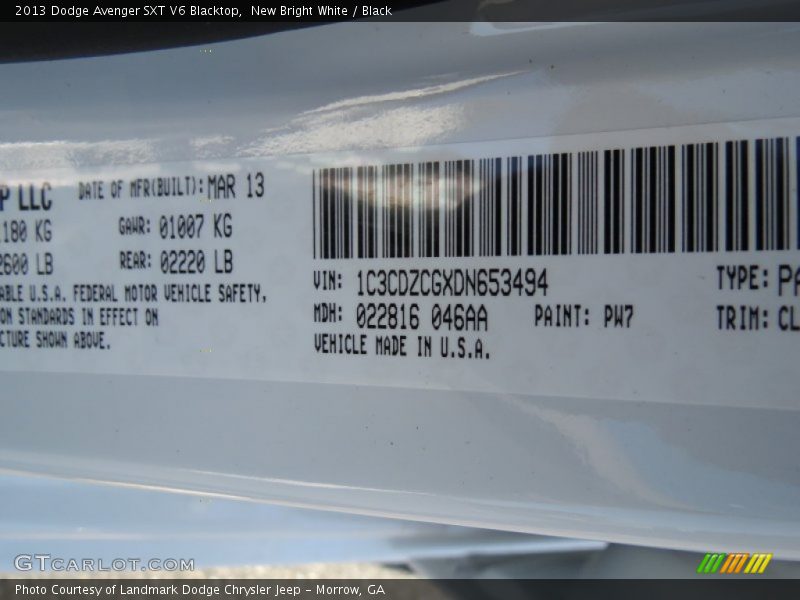 2013 Dodge Avenger SXT V6 Blacktop,  New Bright White / Black
P LLC
DATE OF MFR(BUILT): MAR 13
180 KG
GAWR: 01007 KG
2600 LB
REAR: 02220 LB
ABLE U.S.A. FEDERAL MOTOR VEHICLE SAFETY,
ON STANDARDS IN EFFECT ON
CTURE SHOWN ABOVE.
VIN: 1C3CDZCGXDN653494
TYPE: PA
MDH: 022816 046AA
PAINT: PW7
TRIM: CL
VEHICLE MADE IN U.S.A.
GTCARLOT.COM
Photo Courtesy of Landmark Dodge Chrysler Jeep – Morrow, GA